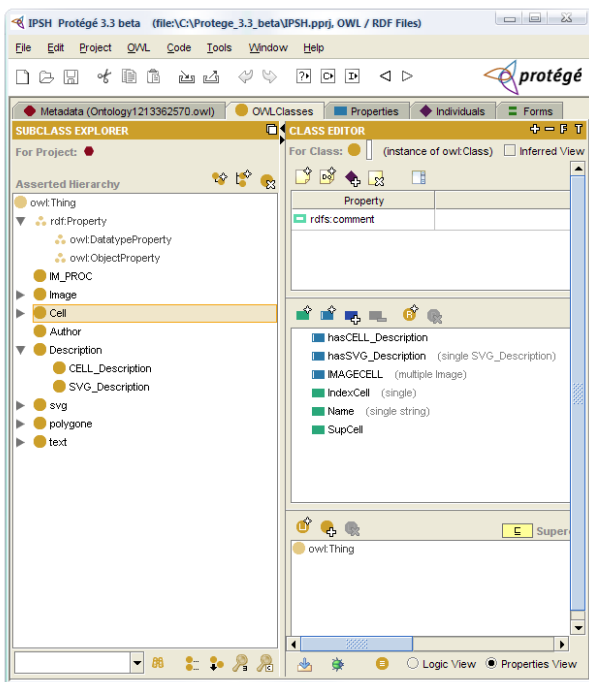 IPSH Protégé 3.3 beta (file:\C:\Protege_3.3_beta\IPSH.pprj, OWL / RDF Files)
File Edit Project OWL Code Tools Window Help
protégé
Metadata (Ontology1213362570.owl) OWLClasses Properties Individuals Forms
SUBCLASS EXPLORER
For Project:
Asserted Hierarchy
owl:Thing
rdf:Property
owl:DatatypeProperty
owl:ObjectProperty
IM_PROC
Image
Cell
Author
Description
CELL_Description
SVG_Description
svg
polygone
text
CLASS EDITOR
For Class: (instance of owl:Class) Inferred View
Property
rdfs:comment
hasCELL_Description
hasSVG_Description (single SVG_Description)
IMAGECELL (multiple Image)
IndexCell (single)
Name (single string)
SupCell
Super
owl:Thing
Logic View Properties View